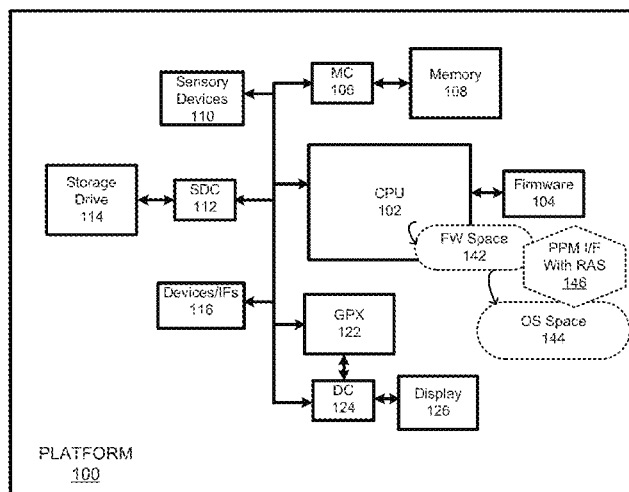 Sensory
Devices
110
MC
106
Memory
108
Storage
Drive
114
SDC
112
CPU
102
Firmware
104
FW Space
142
PPM I/F
With RAS
146
OS Space
144
Devices/IFs
116
GPX
122
DC
124
Display
126
PLATFORM
100